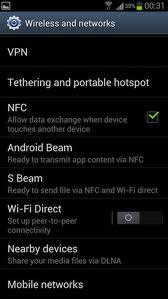 00:31
Wireless and networks
VPN
Tethering and portable hotspot
NFC
Allow data exchange when device
touches another device
Android Beam
Ready to transmit app content via NFC
S Beam
Ready to send file via NFC and Wi-Fi direct
Wi-Fi Direct
Set up peer-to-peer
connectivity
Nearby devices
Share your media files via DLNA
Mobile networks